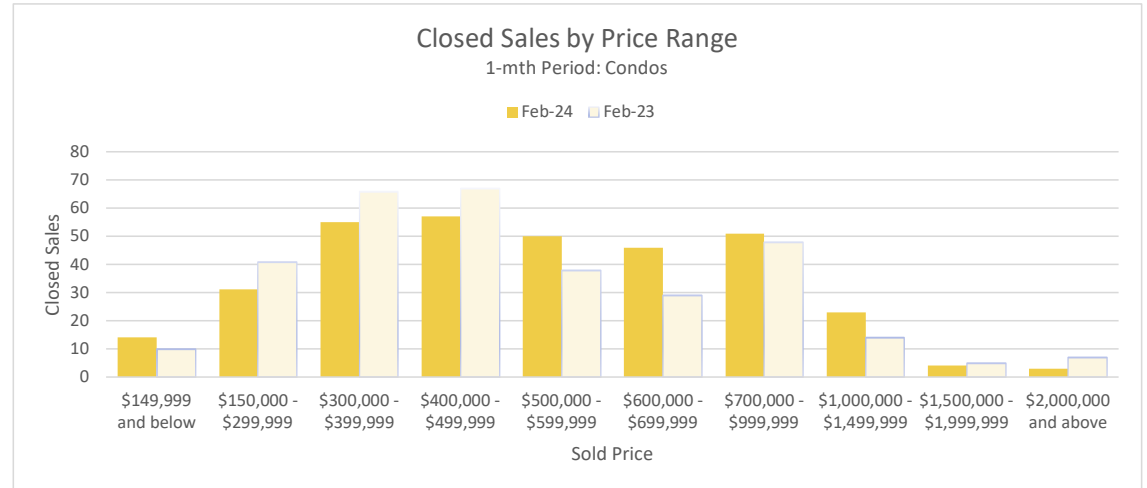 Closed Sales by Price Range
1-mth Period: Condos
Feb-24 Feb-23
80
70
60
50
40
30
20
10
0
Closed Sales
$149,999 and below
$150,000 - $299,999
$300,000 - $399,999
$400,000 - $499,999
$500,000 - $599,999
$600,000 - $699,999
$700,000 - $999,999
$1,000,000 - $1,499,999
$1,500,000 - $1,999,999
$2,000,000 and above
Sold Price